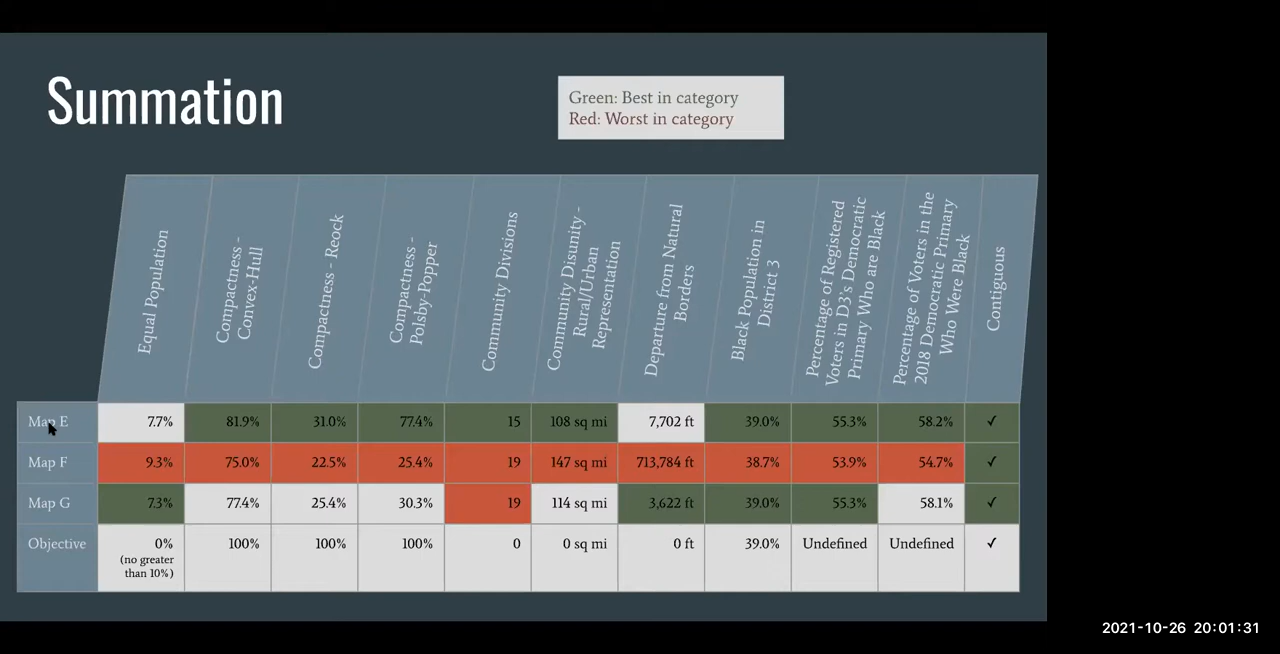 Summation
Green: Best in category
Red: Worst in category
Equal Population
Compactness -
Convex-Hull
Compactness - Reock
Compactness -
Polsby-Popper
Community Divisions
Community Disunity -
Rural/Urban
Representation
Departure from Natural
Borders
Black Population in
District 3
Percentage of Registered
Voters in D3's Democratic
Primary Who are Black
Percentage of Voters in the
2018 Democratic Primary
Who Were Black
Contiguous
Map E 7.7% 81.9% 31.0% 77.4% 15 108 sq mi 7,702 ft 39.0% 55.3% 58.2% ✓
Map F 9.3% 75.0% 22.5% 25.4% 19 147 sq mi 713,784 ft 38.7% 53.9% 54.7% ✓
Map G 7.3% 77.4% 25.4% 30.3% 19 114 sq mi 3,622 ft 39.0% 55.3% 58.1% ✓
Objective 0% 100% 100% 100% 0 0 sq mi 0 ft 39.0% Undefined Undefined ✓
(no greater
than 10%)
2021-10-26 20:01:31